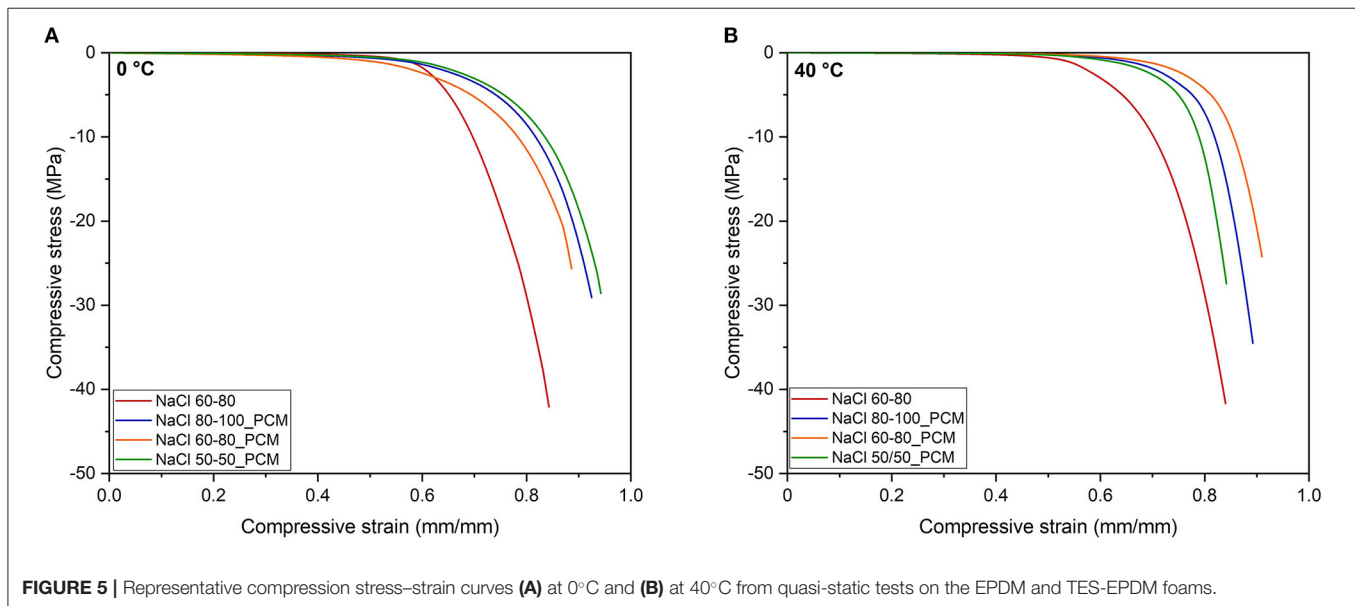 A
0 °C
Compressive stress (MPa)
0
-10
-20
-30
-40
-50
NaCl 60-80
NaCl 80-100_PCM
NaCl 60-80_PCM
NaCl 50-50_PCM
0.0 0.2 0.4 0.6 0.8 1.0
Compressive strain (mm/mm)
B
40 °C
Compressive stress (MPa)
0
-10
-20
-30
-40
-50
NaCl 60-80
NaCl 80-100_PCM
NaCl 60-80_PCM
NaCl 50/50_PCM
0 0.2 0.4 0.6 0.8 1.0
Compressive strain (mm/mm)
FIGURE 5 | Representative compression stress–strain curves (A) at 0°C and (B) at 40°C from quasi-static tests on the EPDM and TES-EPDM foams.